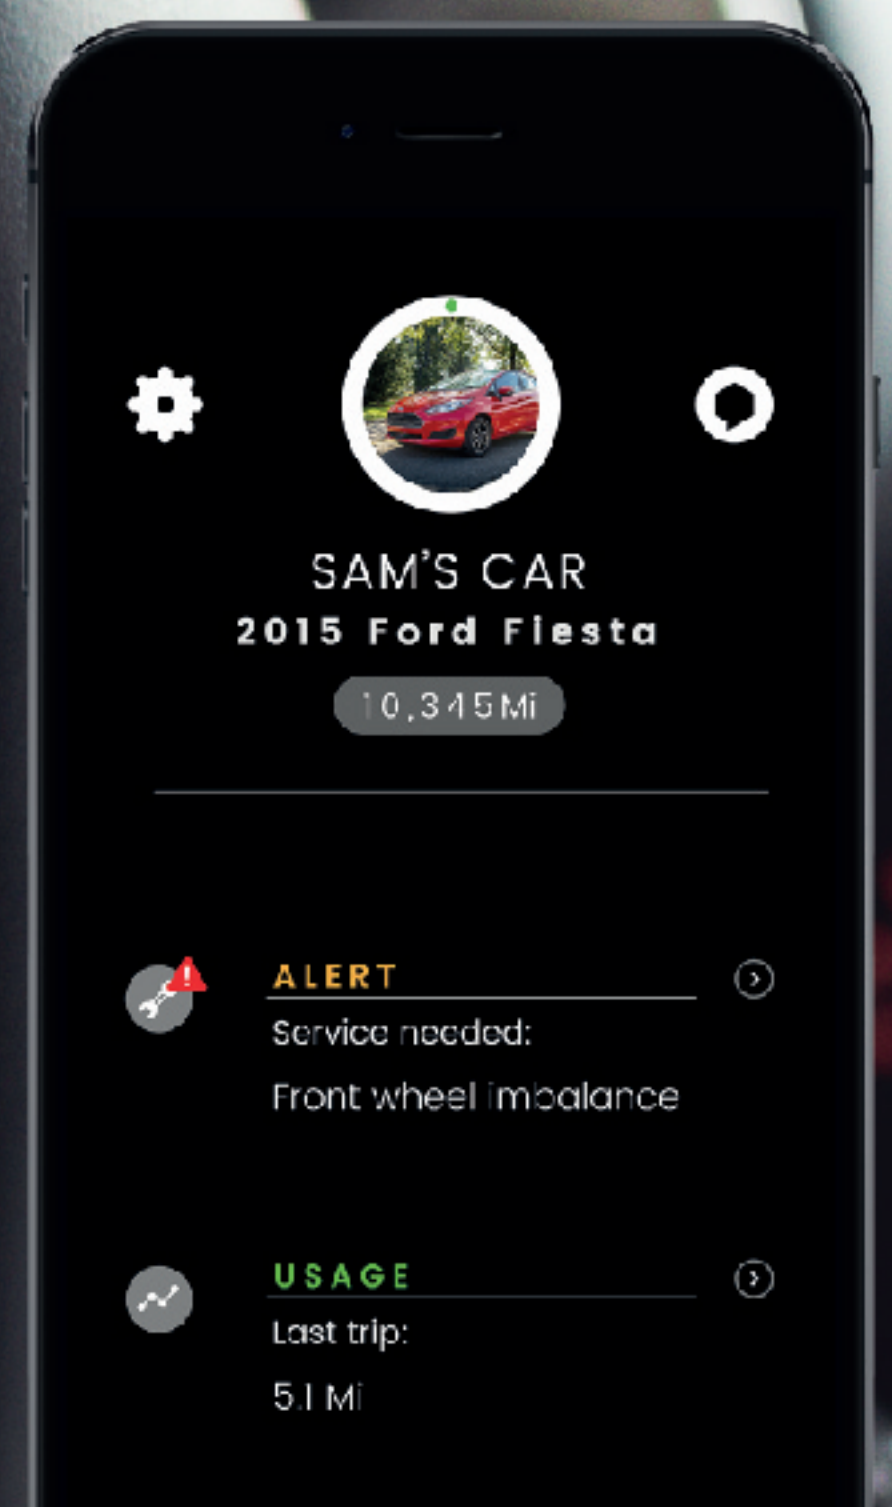 SAM'S CAR
2015 Ford Fiesta
10,345Mi
ALERT
Service needed:
Front wheel imbalance
USAGE
Last trip:
5.1 Mi